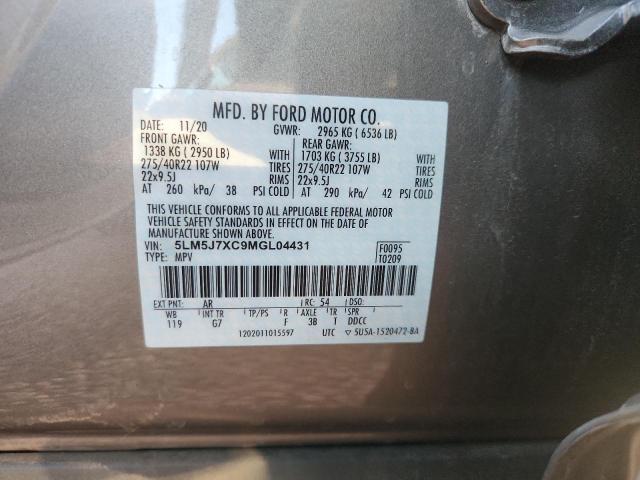 MFD. BY FORD MOTOR CO.
DATE: 11/20 GVWR: 2965 KG ( 6536 LB)
FRONT GAWR: REAR GAWR:
1338 KG ( 2950 LB) WITH 1703 KG ( 3755 LB) WITH
275/40R22 107W TIRES 275/40R22 107W TIRES
22x9.5J RIMS 22x9.5J RIMS
AT 260 kPa/ 38 PSI COLD AT 290 kPa/ 42 PSI COLD
THIS VEHICLE CONFORMS TO ALL APPLICABLE FEDERAL MOTOR
VEHICLE SAFETY STANDARDS IN EFFECT ON THE DATE OF
MANUFACTURE SHOWN ABOVE.
VIN: 5LM5J7XC9MGL04431 F0095
TYPE: MPV T0209
EXT PNT: AR RC: 54 DSO:
WB INT TR TP/PS R AXLE TR SPR
119 G7 F 3B T DDCC
1202011015597 UTC 5U5A-1520472-BA